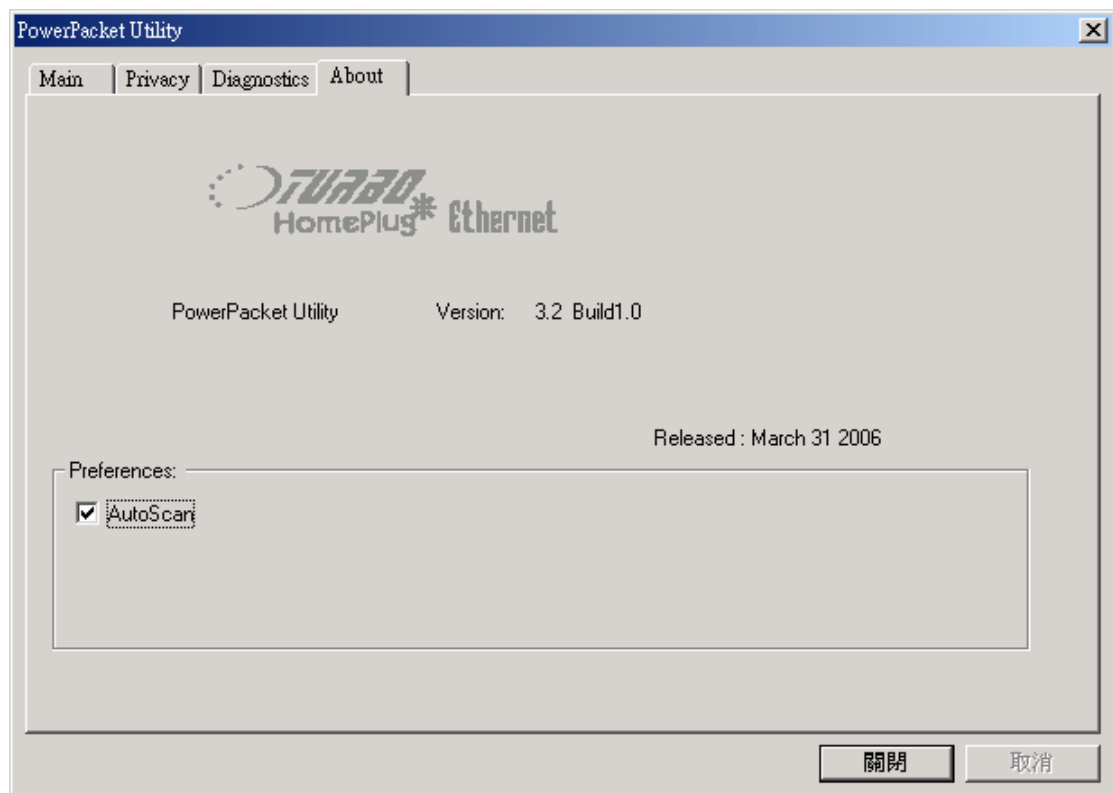 PowerPacket Utility
Main Privacy Diagnostics About
TURBO
HomePlug Ethernet
PowerPacket Utility Version: 3.2 Build1.0
Released : March 31 2006
Preferences:
AutoScan
關閉 取消